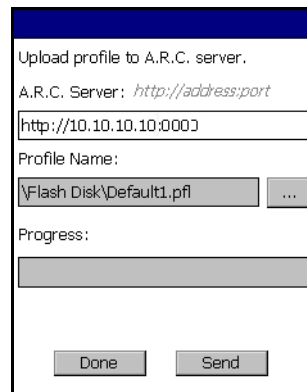 Upload profile to A.R.C. server.
A.R.C. Server: http://address:port
http://10.10.10.10:0000
Profile Name:
\Flash Disk\Default1.pfl
...
Progress:
Done Send